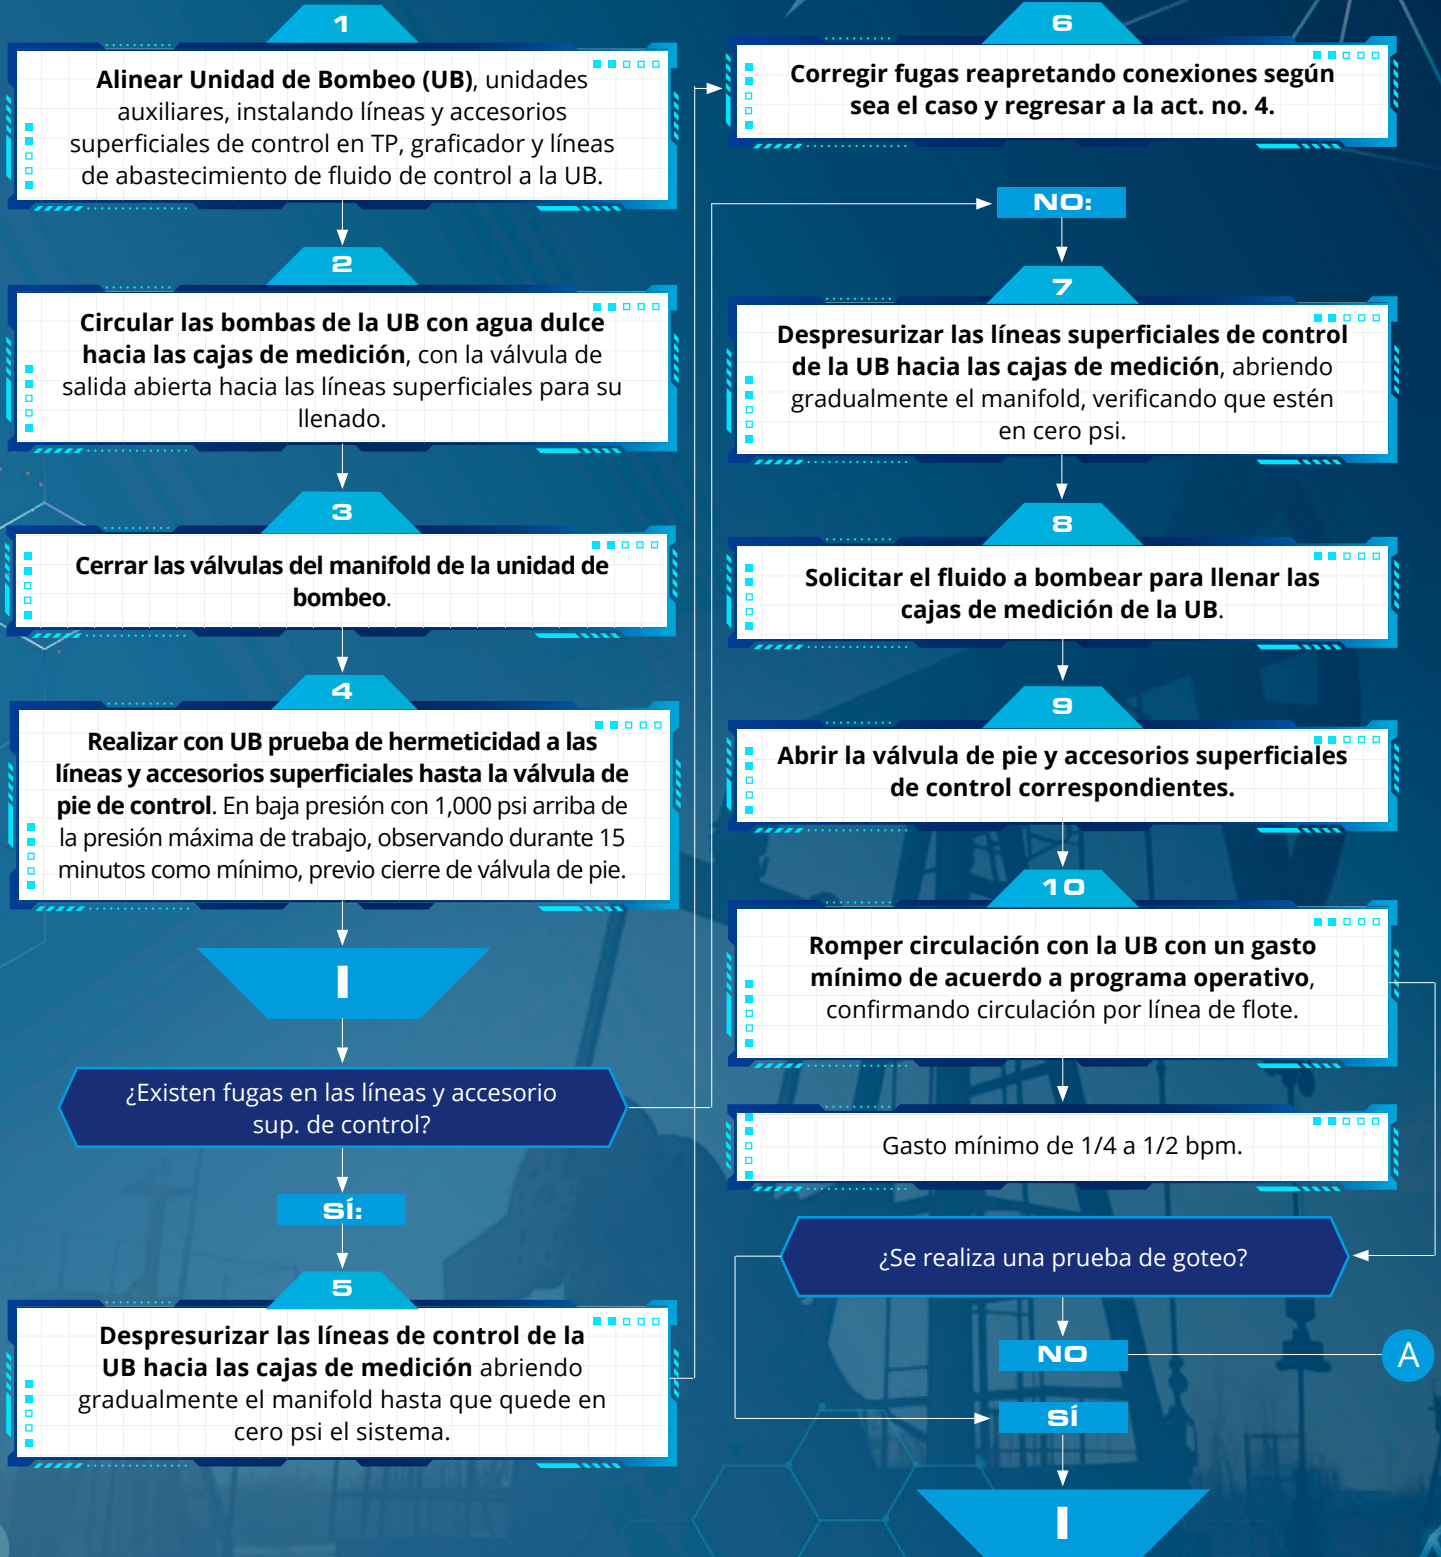 1
Alinear Unidad de Bombeo (UB), unidades
auxiliares, instalando líneas y accesorios
superficiales de control en TP, graficador y líneas
de abastecimiento de fluido de control a la UB.
2
Circular las bombas de la UB con agua dulce
hacia las cajas de medición, con la válvula de
salida abierta hacia las líneas superficiales para su
llenado.
3
Cerrar las válvulas del manifold de la unidad de
bombeo.
4
Realizar con UB prueba de hermeticidad a las
líneas y accesorios superficiales hasta la válvula de
pie de control. En baja presión con 1,000 psi arriba de
la presión máxima de trabajo, observando durante 15
minutos como mínimo, previo cierre de válvula de pie.
I
¿Existen fugas en las líneas y accesorio
sup. de control?
SÍ:
5
Despresurizar las líneas de control de la
UB hacia las cajas de medición abriendo
gradualmente el manifold hasta que quede en
cero psi el sistema.
6
Corregir fugas reapretando conexiones según
sea el caso y regresar a la act. no. 4.
NO:
7
Despresurizar las líneas superficiales de control
de la UB hacia las cajas de medición, abriendo
gradualmente el manifold, verificando que estén
en cero psi.
8
Solicitar el fluido a bombear para llenar las
cajas de medición de la UB.
9
Abrir la válvula de pie y accesorios superficiales
de control correspondientes.
10
Romper circulación con la UB con un gasto
mínimo de acuerdo a programa operativo,
confirmando circulación por línea de flote.
Gasto mínimo de 1/4 a 1/2 bpm.
¿Se realiza una prueba de goteo?
NO
A
SÍ
I